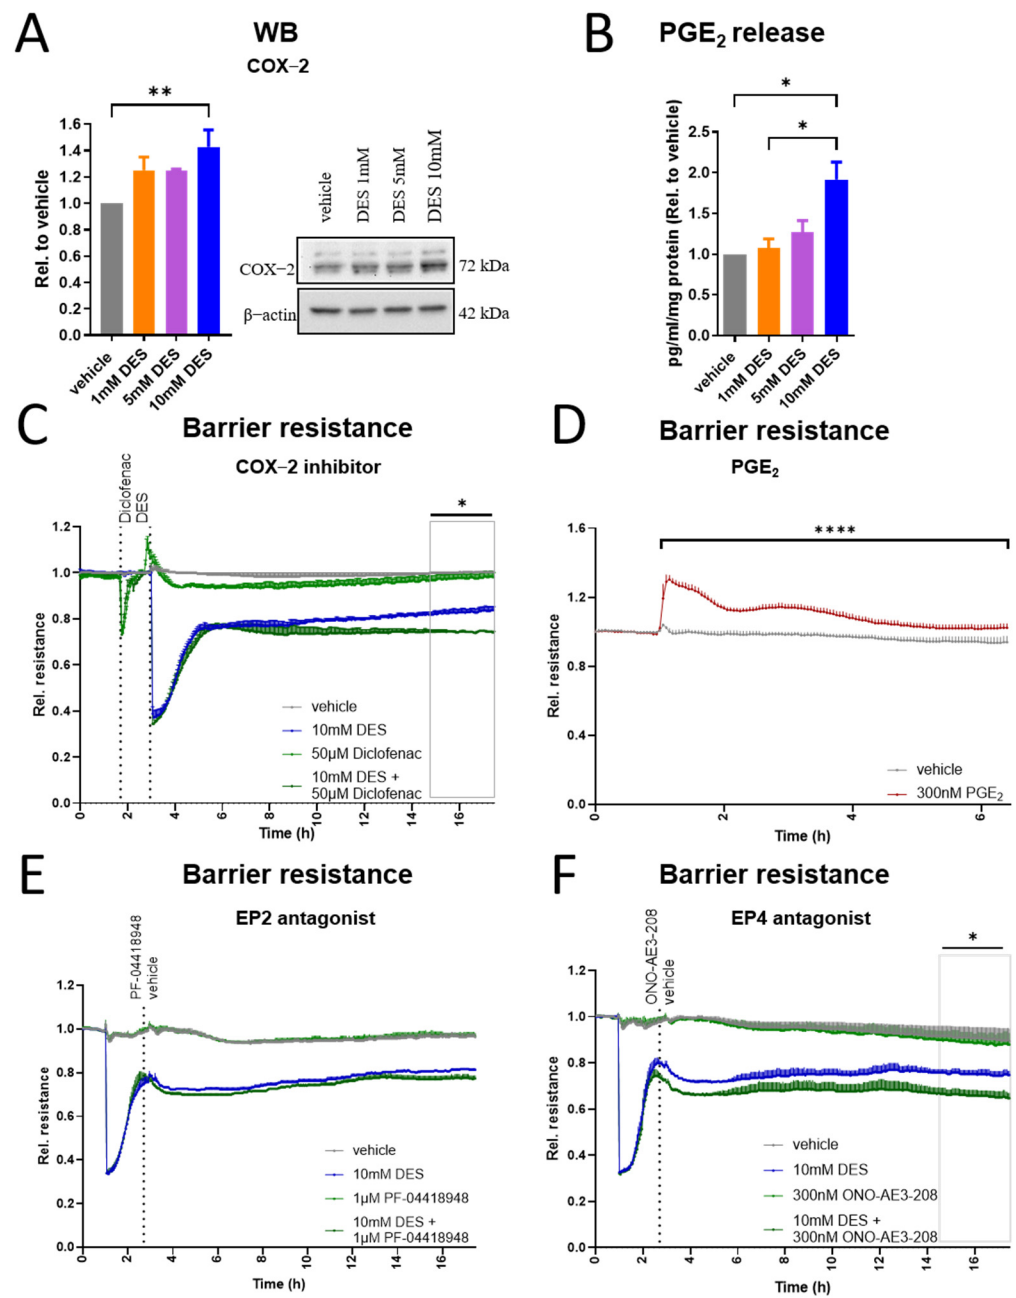 A
WB
COX−2
**
Rel. to vehicle
1.6
1.4
1.2
1.0
0.8
0.6
0.4
0.2
0.0
vehicle
1mM DES
5mM DES
10mM DES
vehicle
DES 1mM
DES 5mM
DES 10mM
COX−2
72 kDa
β−actin
42 kDa
B
PGE2 release
*
*
pg/ml/mg protein (Rel. to vehicle)
2.5
2.0
1.5
1.0
0.5
0.0
vehicle
1mM DES
5mM DES
10mM DES
C
Barrier resistance
COX−2 inhibitor
Diclofenac
DES
*
Rel. resistance
1.2
1.0
0.8
0.6
0.4
0.2
0.0
vehicle
10mM DES
50µM Diclofenac
10mM DES +
50µM Diclofenac
0
2
4
6
8
10
12
14
16
Time (h)
D
Barrier resistance
PGE2
****
Rel. resistance
1.6
1.2
0.8
0.4
0.0
vehicle
300nM PGE2
0
2
4
6
Time (h)
E
Barrier resistance
EP2 antagonist
PF-04418948
vehicle
Rel. resistance
1.2
1.0
0.8
0.6
0.4
0.2
0.0
vehicle
10mM DES
1µM PF-04418948
10mM DES +
1µM PF-04418948
0
2
4
6
8
10
12
14
16
Time (h)
F
Barrier resistance
EP4 antagonist
ONO-AE3-208
vehicle
*
Rel. resistance
1.2
1.0
0.8
0.6
0.4
0.2
0.0
vehicle
10mM DES
300nM ONO-AE3-208
10mM DES +
300nM ONO-AE3-208
0
2
4
6
8
10
12
14
16
Time (h)